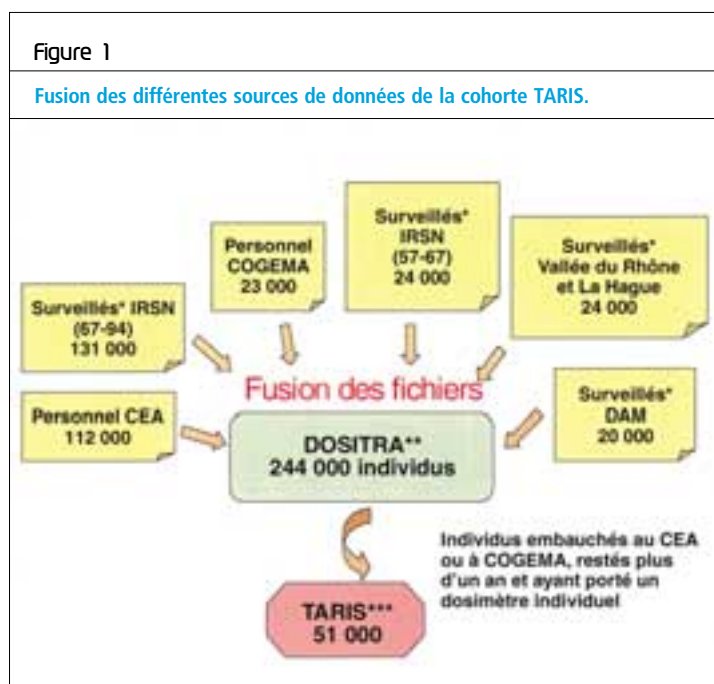 Figure 1
Fusion des différentes sources de données de la cohorte TARIS.
Surveillés*
IRSN
(57-67)
24 000
Personnel
COGEMA
23 000
Surveillés*
Vallée du Rhône
et La Hague
24 000
Surveillés* IRSN
(67-94)
131 000
Fusion des fichiers
Personnel CEA
112 000
Surveillés*
DAM
20 000
DOSITRA**
244 000 individus
Individus embauchés au CEA
ou à COGEMA, restés plus
d'un an et ayant porté un
dosimètre individuel
TARIS***
51 000